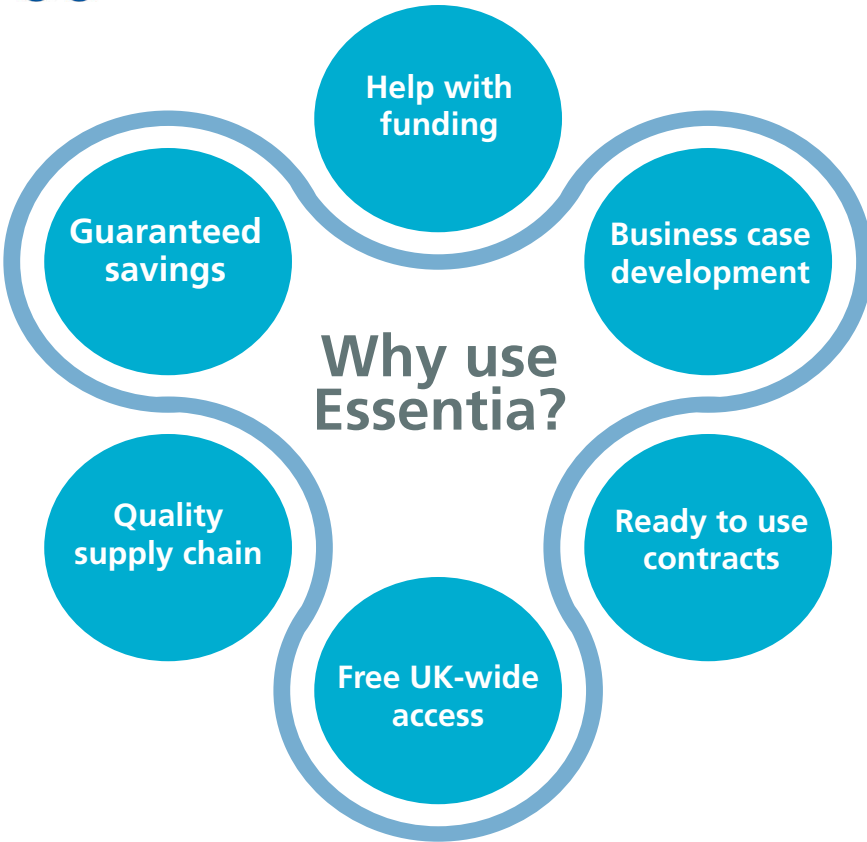 Help with
funding
Guaranteed
savings
Business case
development
Why use
Essentia?
Quality
supply chain
Ready to use
contracts
Free UK-wide
access